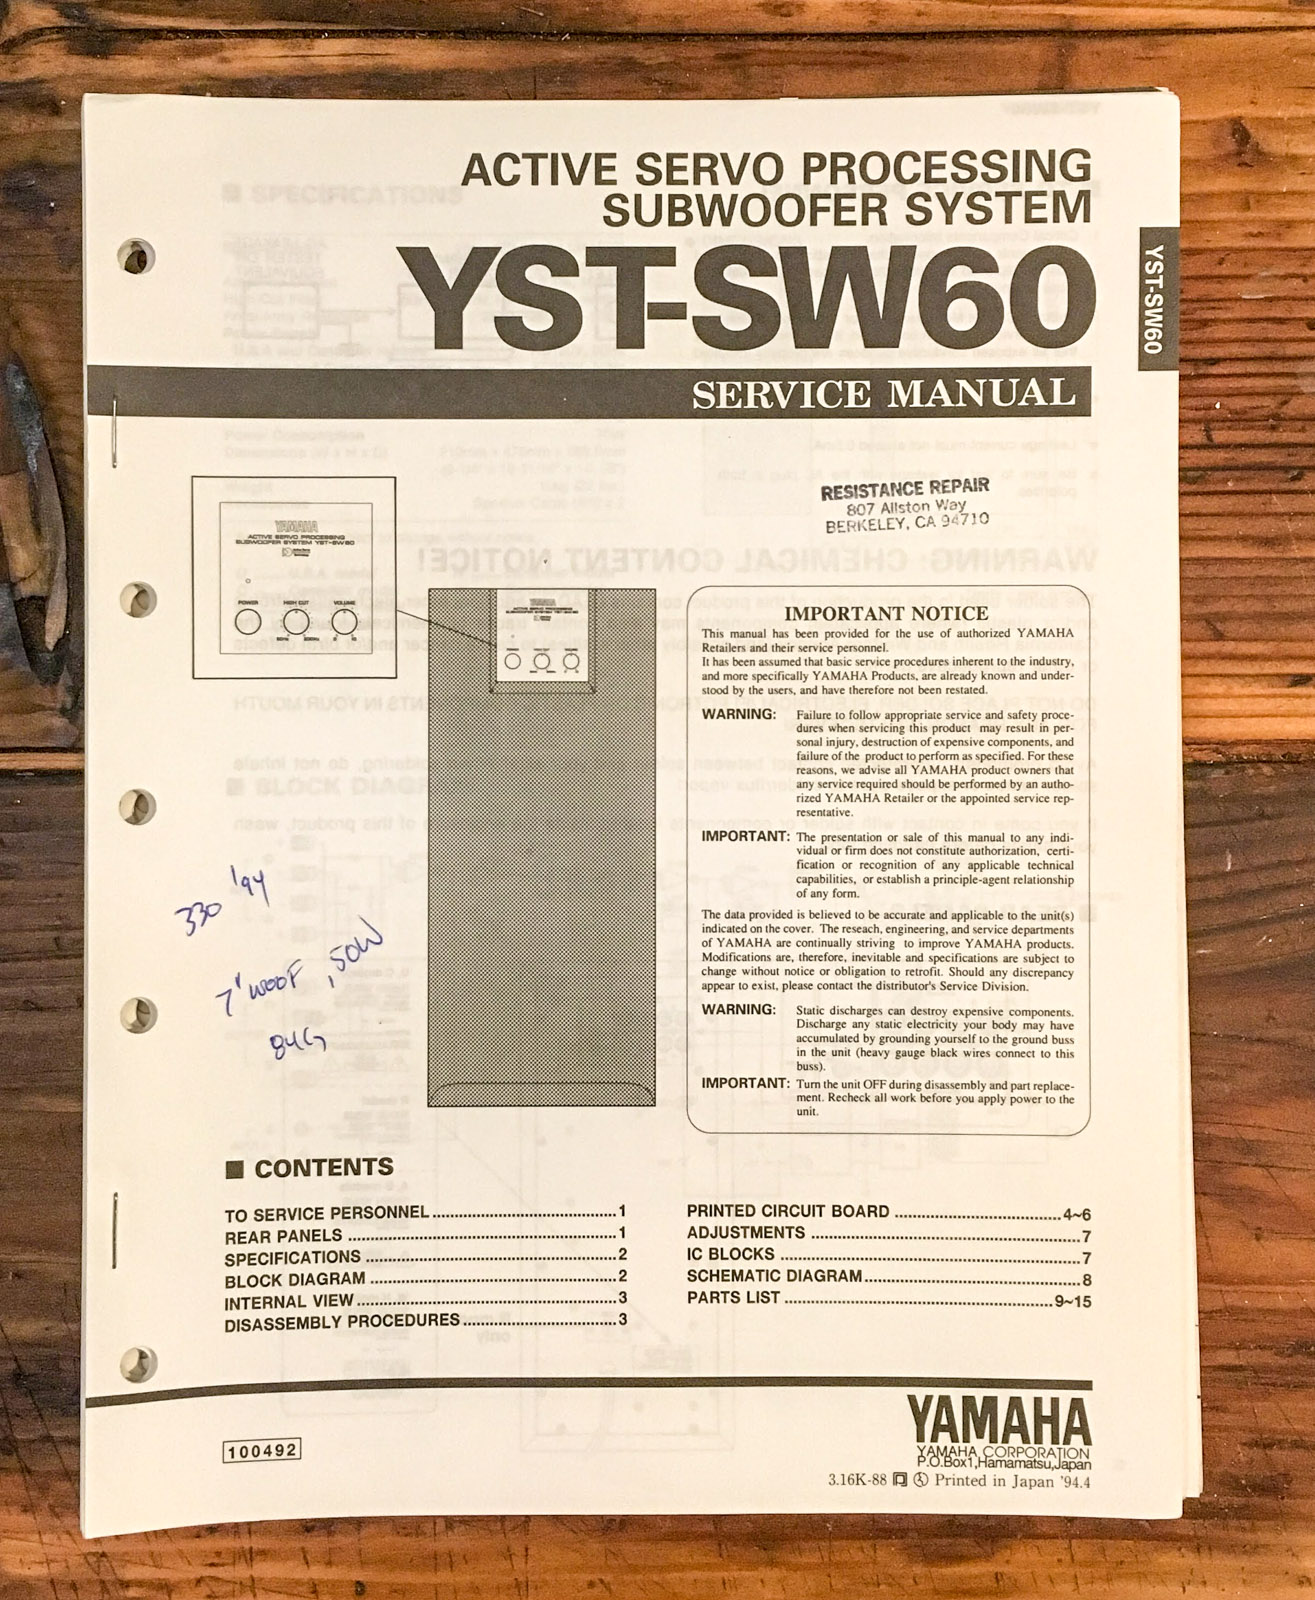 ACTIVE SERVO PROCESSING
SUBWOOFER SYSTEM
YST-SW60
YST-SW60
SERVICE MANUAL
RESISTANCE REPAIR
807 Allston Way
BERKELEY, CA 94710
YAMAHA
ACTIVE SERVO PROCESSING
SUBWOOFER SYSTEM YST-SW60
POWER HIGH CUT VOLUME
50Hz 200Hz 0 10
YAMAHA
ACTIVE SERVO PROCESSING
SUBWOOFER SYSTEM YST-SW60
IMPORTANT NOTICE
This manual has been provided for the use of authorized YAMAHA
Retailers and their service personnel.
It has been assumed that basic service procedures inherent to the industry,
and more specifically YAMAHA Products, are already known and under-
stood by the users, and have therefore not been restated.
WARNING: Failure to follow appropriate service and safety proce-
dures when servicing this product may result in per-
sonal injury, destruction of expensive components, and
failure of the product to perform as specified. For these
reasons, we advise all YAMAHA product owners that
any service required should be performed by an autho-
rized YAMAHA Retailer or the appointed service rep-
resentative.
IMPORTANT: The presentation or sale of this manual to any indi-
vidual or firm does not constitute authorization, certi-
fication or recognition of any applicable technical
capabilities, or establish a principle-agent relationship
of any form.
The data provided is believed to be accurate and applicable to the unit(s)
indicated on the cover. The reseach, engineering, and service departments
of YAMAHA are continually striving to improve YAMAHA products.
Modifications are, therefore, inevitable and specifications are subject to
change without notice or obligation to retrofit. Should any discrepancy
appear to exist, please contact the distributor's Service Division.
WARNING: Static discharges can destroy expensive components.
Discharge any static electricity your body may have
accumulated by grounding yourself to the ground buss
in the unit (heavy gauge black wires connect to this
buss).
IMPORTANT: Turn the unit OFF during disassembly and part replace-
ment. Recheck all work before you apply power to the
unit.
330 '94
7" WOOF, 50W
■ CONTENTS
TO SERVICE PERSONNEL ........ 1
REAR PANELS ........ 1
SPECIFICATIONS ........ 2
BLOCK DIAGRAM ........ 2
INTERNAL VIEW ........ 3
DISASSEMBLY PROCEDURES ........ 3
PRINTED CIRCUIT BOARD ........ 4~6
ADJUSTMENTS ........ 7
IC BLOCKS ........ 7
SCHEMATIC DIAGRAM ........ 8
PARTS LIST ........ 9~15
100492
YAMAHA
YAMAHA CORPORATION
P.O.Box1,Hamamatsu,Japan
3.16K-88 Printed in Japan '94.4